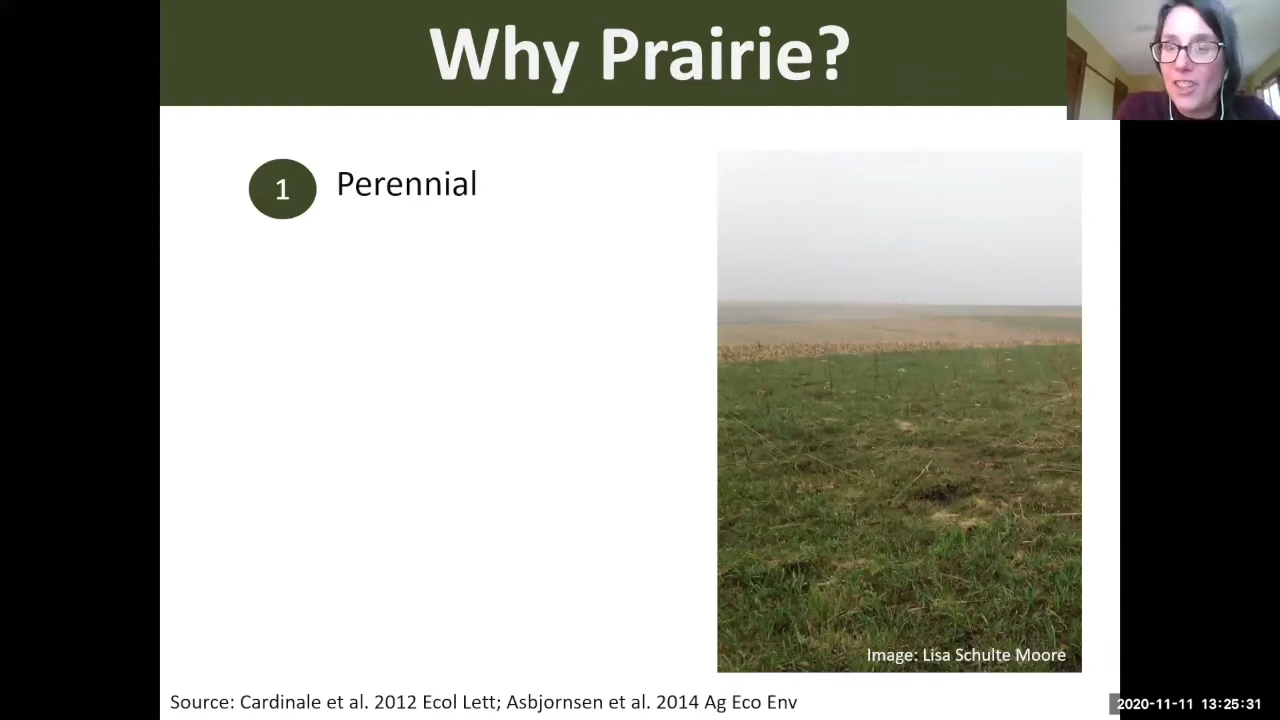 Why Prairie?
1 Perennial
Image: Lisa Schulte Moore
Source: Cardinale et al. 2012 Ecol Lett; Asbjornsen et al. 2014 Ag Eco Env
2020-11-11 13:25:31